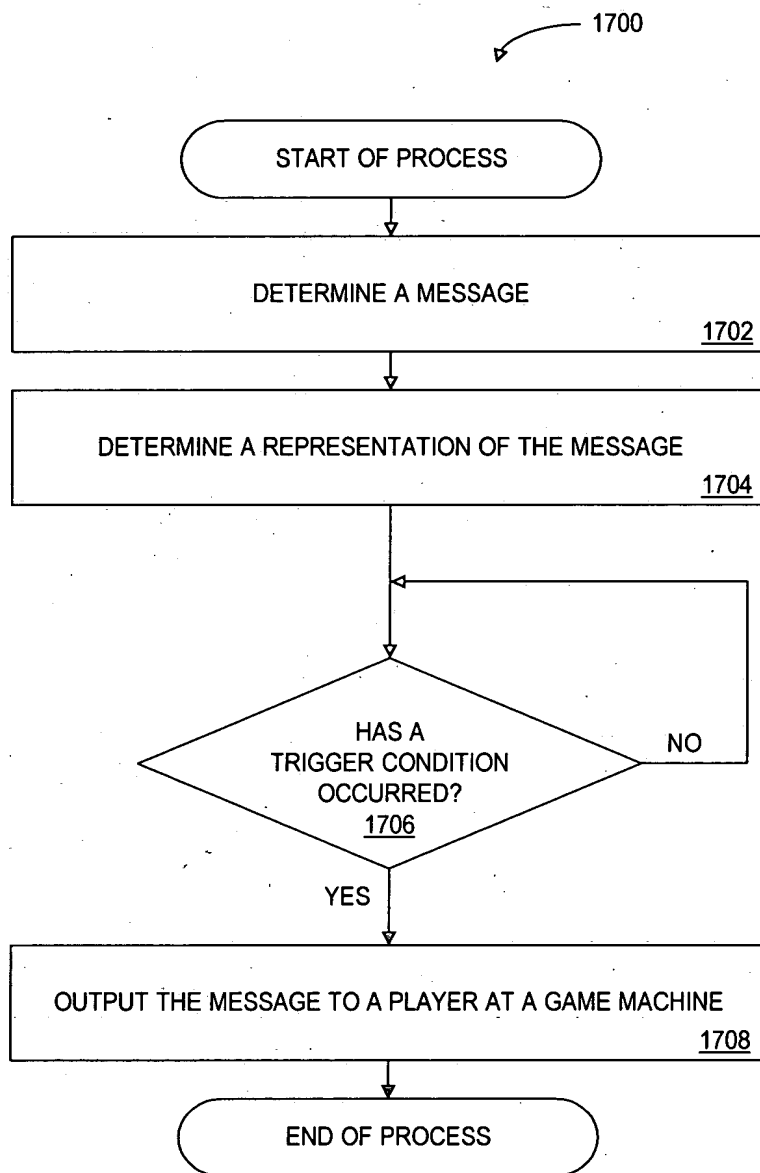 1700
START OF PROCESS
DETERMINE A MESSAGE
1702
DETERMINE A REPRESENTATION OF THE MESSAGE
1704
HAS A
TRIGGER CONDITION
OCCURRED?
1706
NO
YES
OUTPUT THE MESSAGE TO A PLAYER AT A GAME MACHINE
1708
END OF PROCESS